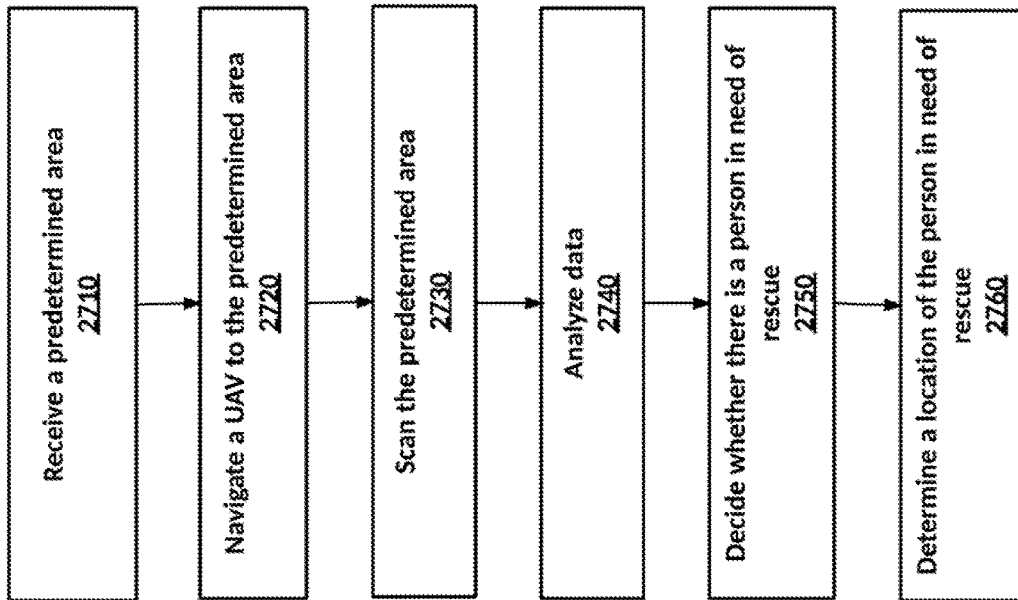 Receive a predetermined area
2710
Navigate a UAV to the predetermined area
2720
Scan the predetermined area
2730
Analyze data
2740
Decide whether there is a person in need of
rescue
2750
Determine a location of the person in need of
rescue
2760